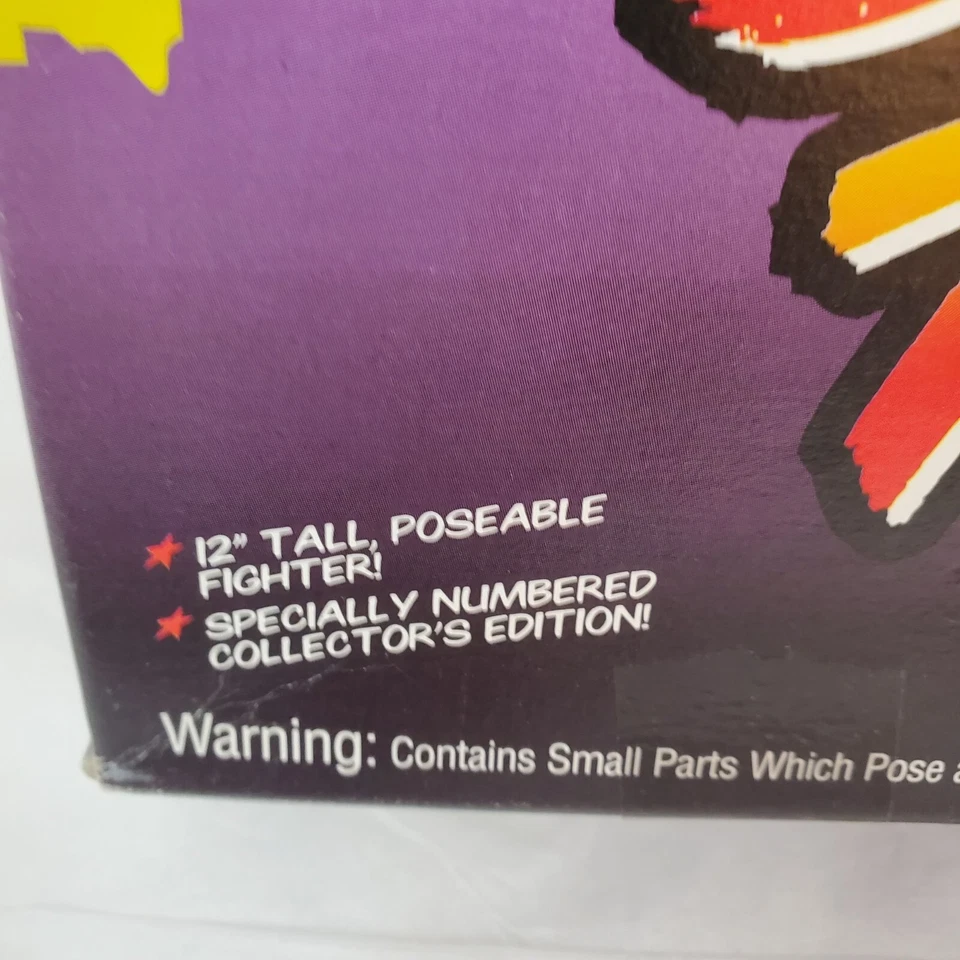 12" TALL, POSEABLE
FIGHTER!
SPECIALLY NUMBERED
COLLECTOR'S EDITION!
Warning: Contains Small Parts Which Pose